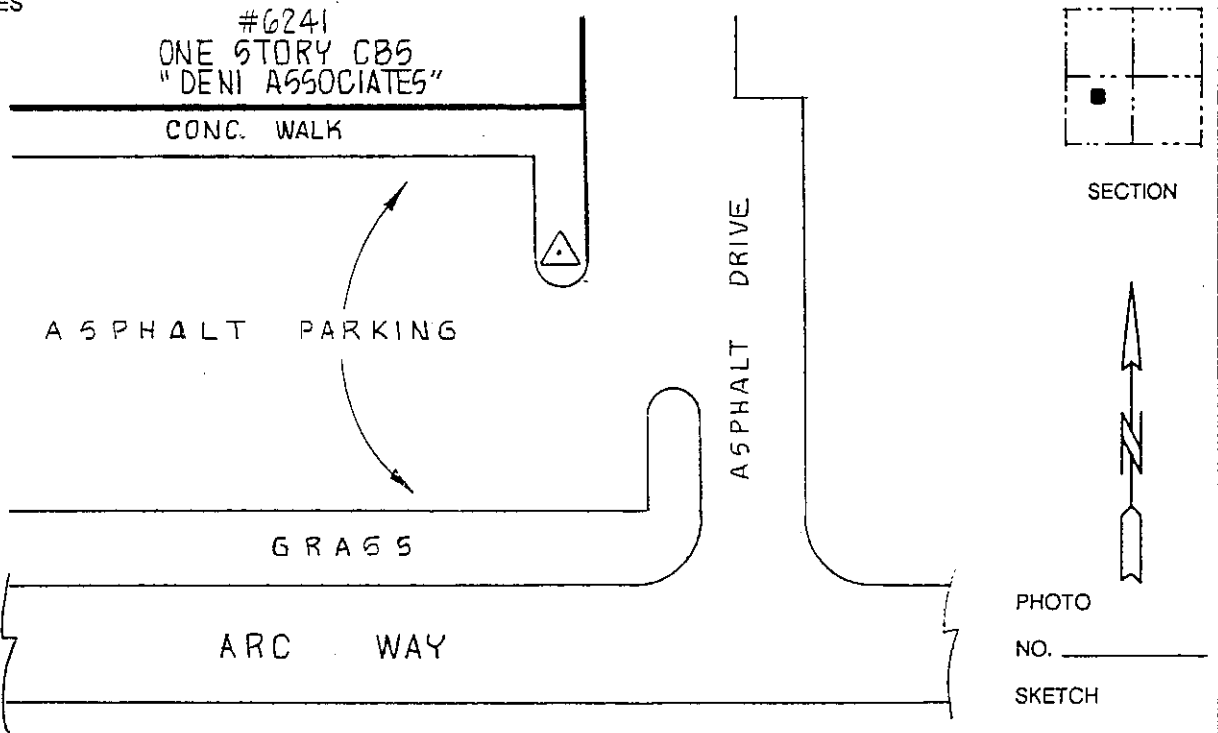 #6241
ONE STORY CBS
"DENI ASSOCIATES"
CONC. WALK
SECTION
ASPHALT DRIVE
ASPHALT PARKING
N
GRASS
ARC WAY
PHOTO
NO.
SKETCH